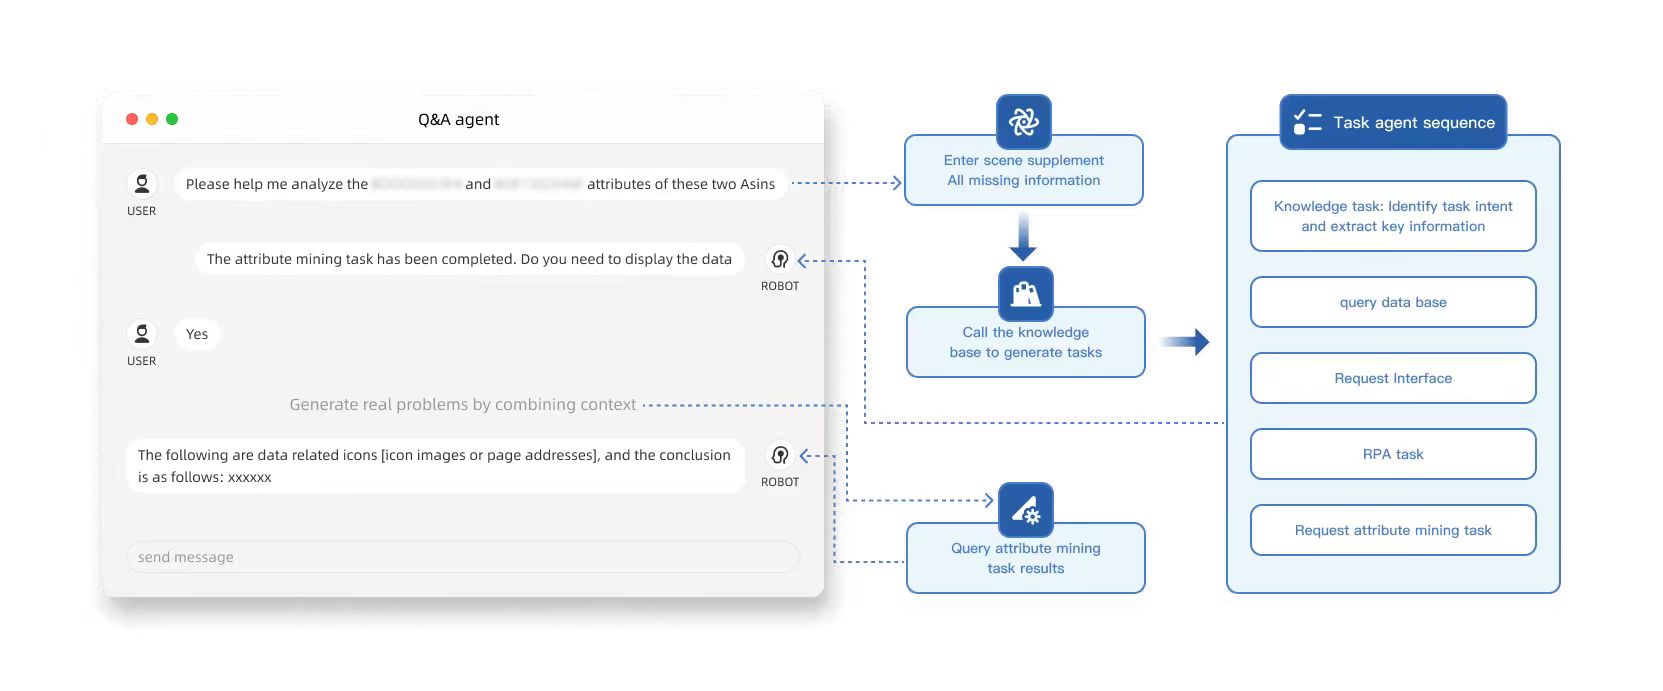 Q&A agent
Please help me analyze the and attributes of these two Asins
USER
The attribute mining task has been completed. Do you need to display the data
ROBOT
Yes
USER
Generate real problems by combining context
The following are data related icons [icon images or page addresses], and the conclusion
is as follows: xxxxxx
ROBOT
send message
Enter scene supplement
All missing information
Call the knowledge
base to generate tasks
Query attribute mining
task results
Task agent sequence
Knowledge task: Identify task intent
and extract key information
query data base
Request Interface
RPA task
Request attribute mining task